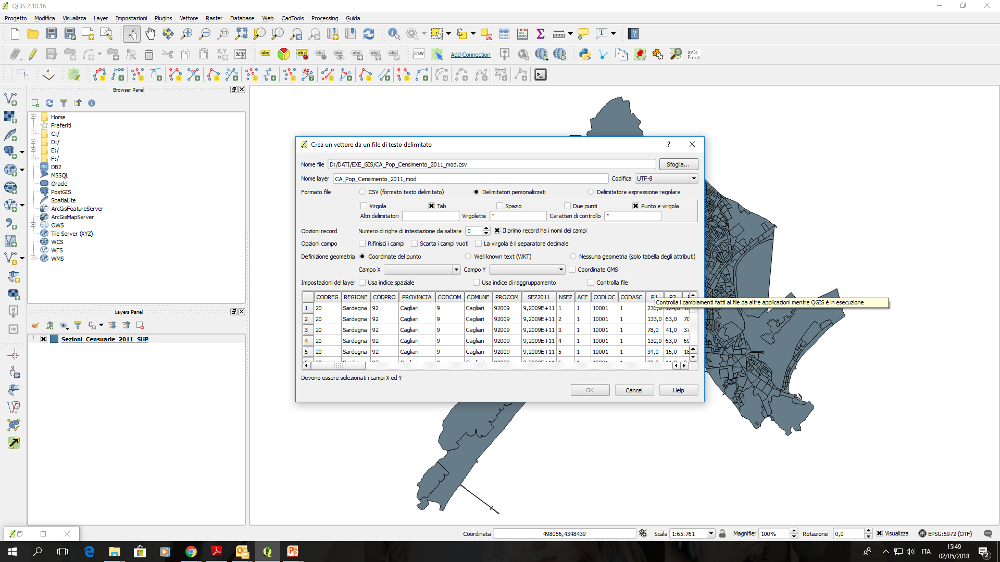 QGIS 2.18.16
Progetto Modifica Visualizza Layer Impostazioni Plugins Vettore Raster Database Web CadTools Processing Guida
CSW Add Connection xyTo Point
Browser Panel
Home
Preferiti
C:/
D:/
E:/
F:/
DB2
MSSQL
Oracle
PostGIS
SpatiaLite
ArcGisFeatureServer
ArcGisMapServer
OWS
Tile Server (XYZ)
WCS
WFS
WMS
Layers Panel
Sezioni_Censuarie_2011_SHP
Crea un vettore da un file di testo delimitato
Nome file D:/DATI/EXE_GIS/CA_Pop_Censimento_2011_mod.csv Sfoglia...
Nome layer CA_Pop_Censimento_2011_mod Codifica UTF-8
Formato file CSV (formato testo delimitato) Delimitatori personalizzati Delimitatore espressione regolare
Virgola Tab Spazio Due punti Punto e virgola
Altri delimitatori Virgolette " Caratteri di controllo "
Opzioni record Numero di righe di intestazione da saltare 0 Il primo record ha i nomi dei campi
Opzioni campo Rifinisci i campi Scarta i campi vuoti La virgola è il separatore decimale
Definizione geometria Coordinate del punto Well known text (WKT) Nessuna geometria (solo tabella degli attributi)
Campo X Campo Y Coordinate GMS
Impostazioni del layer Usa indice spaziale Usa indice di raggruppamento Controlla file
CODREG REGIONE CODPRO PROVINCIA CODCOM COMUNE PROCOM SEZ2011 NSEZ ACE CODLOC CODASC P1 P2
Controlla i cambiamenti fatti al file da altre applicazioni mentre QGIS è in esecuzione
1 20 Sardegna 92 Cagliari 9 Cagliari 92009 9,2009E+11 1 1 10001 1 230,0 124,0
2 20 Sardegna 92 Cagliari 9 Cagliari 92009 9,2009E+11 2 1 10001 1 133,0 63,0 70
3 20 Sardegna 92 Cagliari 9 Cagliari 92009 9,2009E+11 3 1 10001 1 78,0 41,0 37
4 20 Sardegna 92 Cagliari 9 Cagliari 92009 9,2009E+11 4 1 10001 1 132,0 63,0 69
5 20 Sardegna 92 Cagliari 9 Cagliari 92009 9,2009E+11 5 1 10001 1 34,0 16,0 18
Devono essere selezionati i campi X ed Y
OK Cancel Help
Coordinata 498056,4348439 Scala 1:65.761 Magnifier 100% Rotazione 0,0 Visualizza EPSG:5972 (OTF)
ITA 15:49
02/05/2018 2